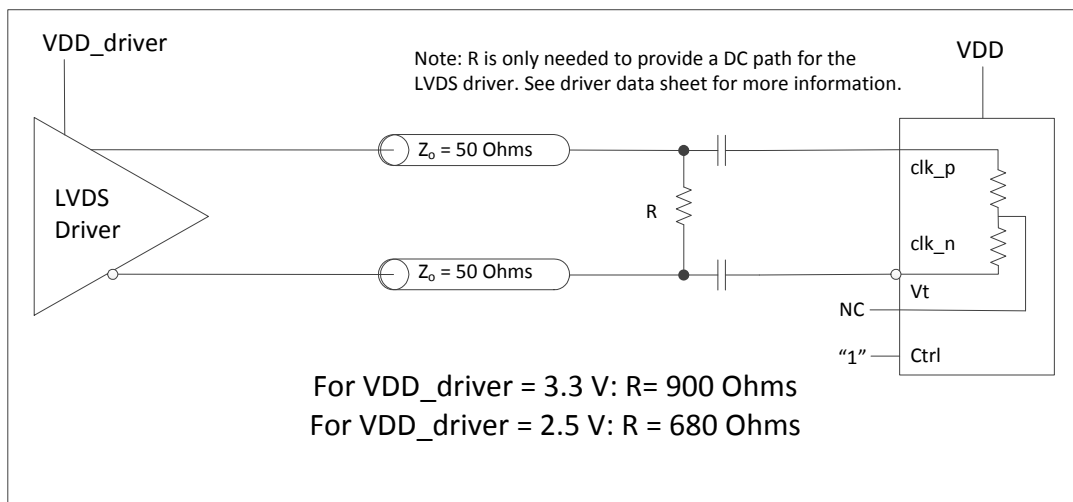 VDD_driver
Note: R is only needed to provide a DC path for the
LVDS driver. See driver data sheet for more information.
VDD
Zo = 50 Ohms
clk_p
LVDS
Driver
R
clk_n
Zo = 50 Ohms
Vt
NC
“1”
Ctrl
For VDD_driver = 3.3 V: R= 900 Ohms
For VDD_driver = 2.5 V: R = 680 Ohms